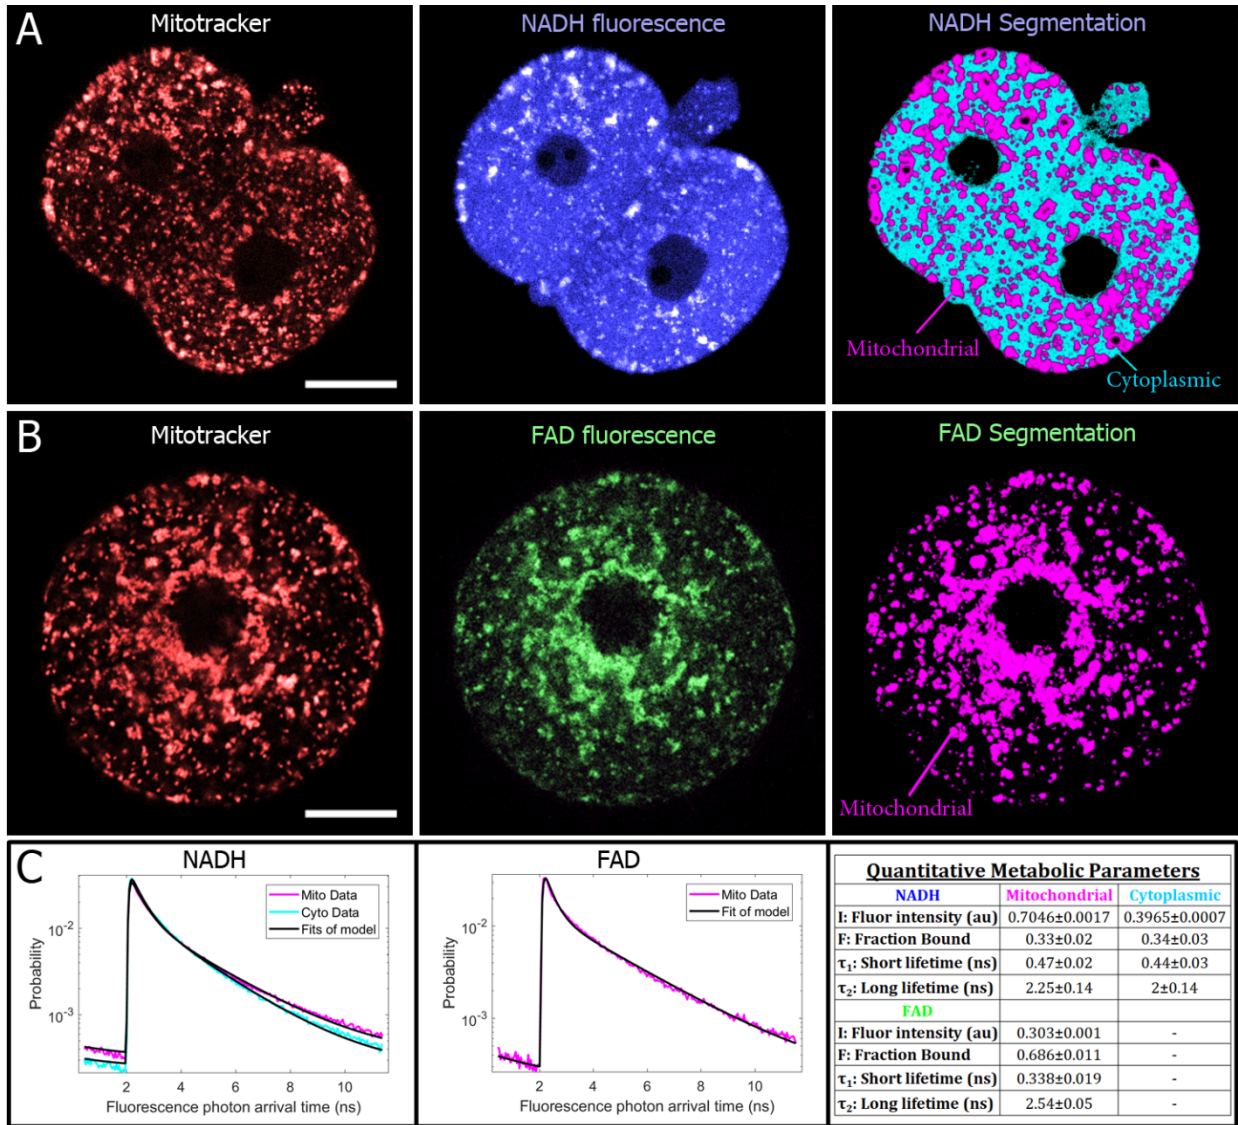 A
Mitotracker
NADH fluorescence
NADH Segmentation
Mitochondrial
Cytoplasmic
B
Mitotracker
FAD fluorescence
FAD Segmentation
Mitochondrial
C
NADH
Mito Data
Cyto Data
Fits of model
Probability
10⁻²
10⁻³
2 4 6 8 10
Fluorescence photon arrival time (ns)
FAD
Mito Data
Fit of model
Probability
10⁻²
10⁻³
2 4 6 8 10
Fluorescence photon arrival time (ns)
Quantitative Metabolic Parameters
NADH Mitochondrial Cytoplasmic
I: Fluor intensity (au) 0.7046±0.0017 0.3965±0.0007
F: Fraction Bound 0.33±0.02 0.34±0.03
τ₁: Short lifetime (ns) 0.47±0.02 0.44±0.03
τ₂: Long lifetime (ns) 2.25±0.14 2±0.14
FAD
I: Fluor intensity (au) 0.303±0.001 -
F: Fraction Bound 0.686±0.011 -
τ₁: Short lifetime (ns) 0.338±0.019 -
τ₂: Long lifetime (ns) 2.54±0.05 -